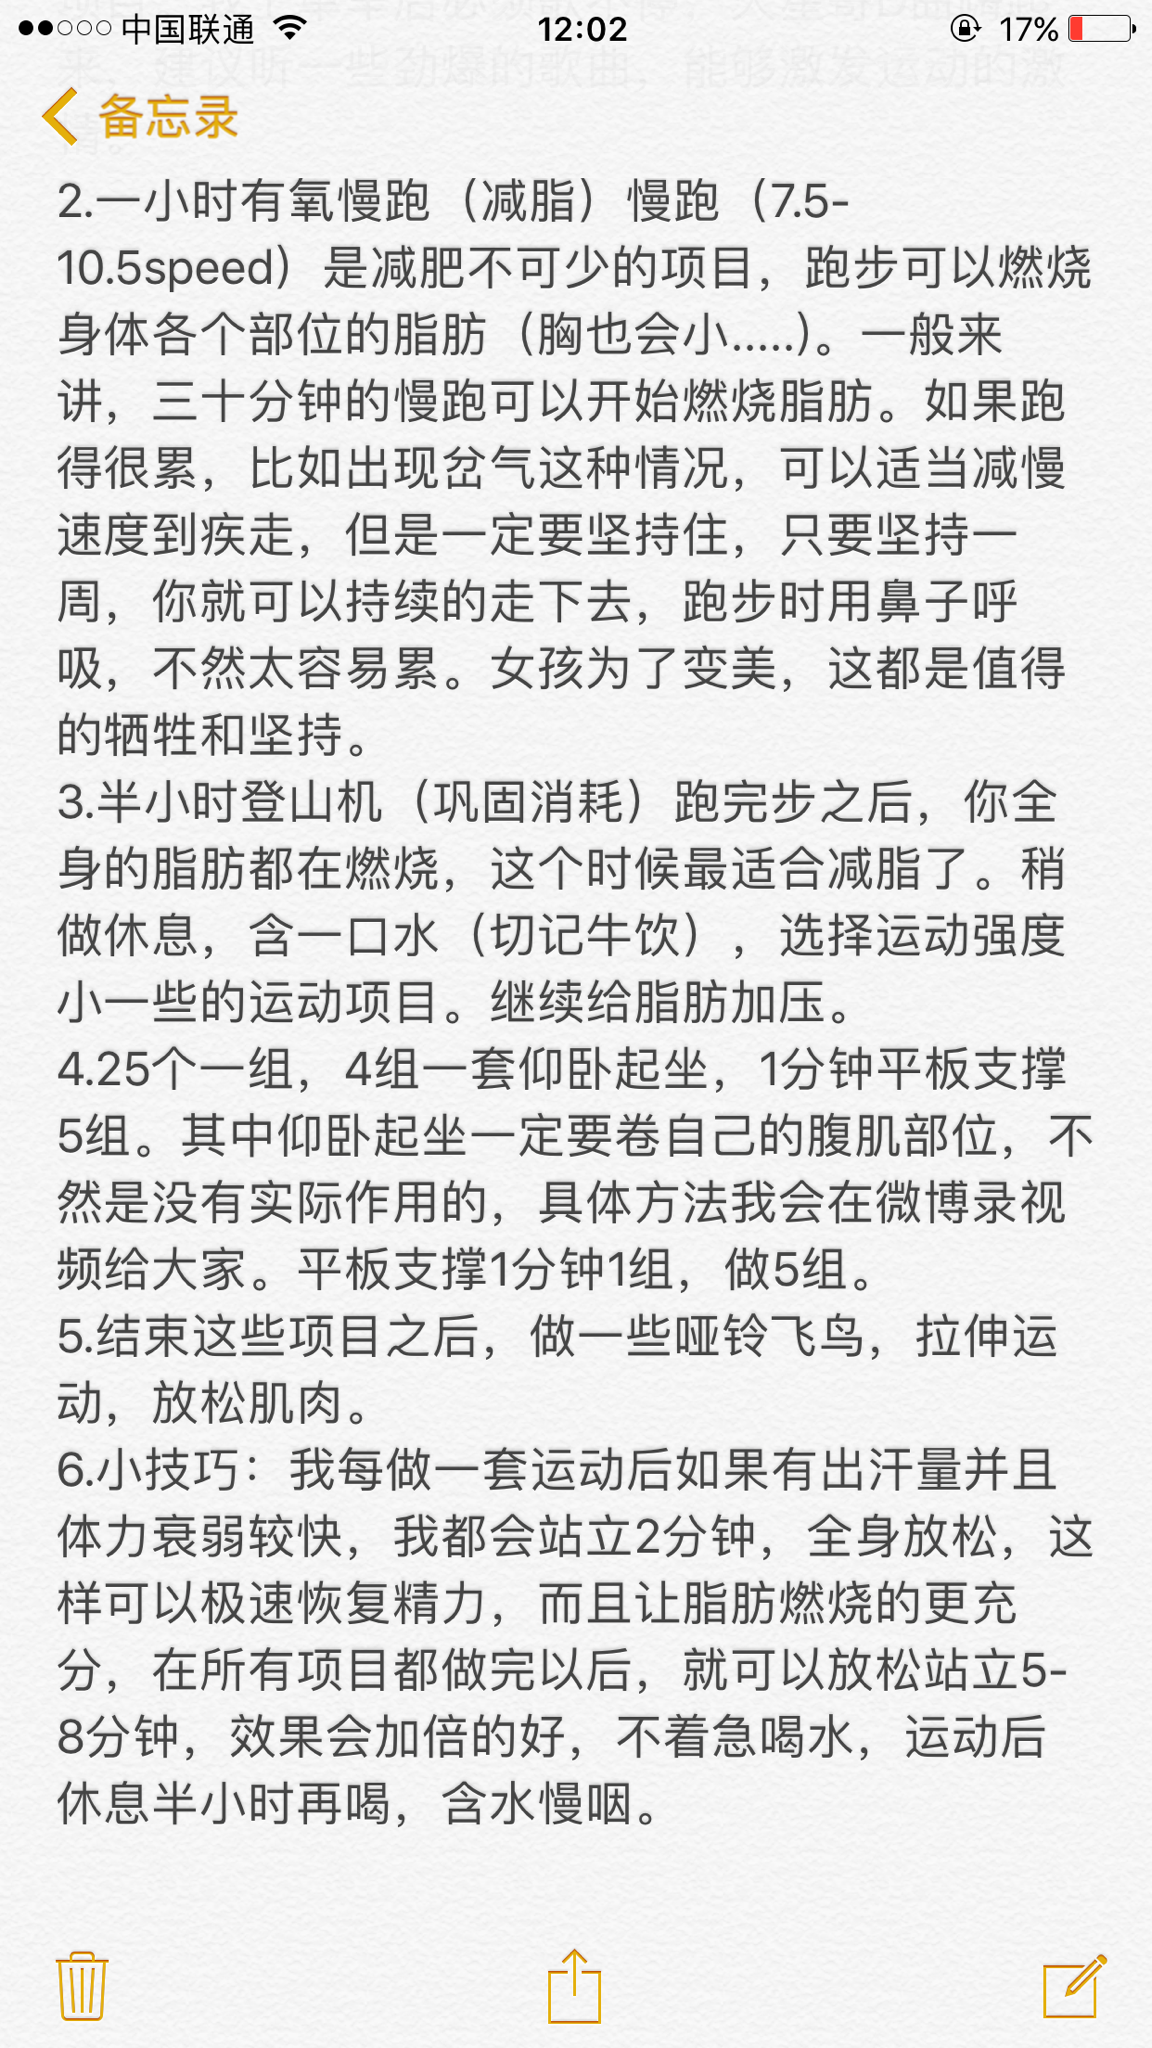 中国联通
12:02
17%
来，建议听一些劲爆的歌曲，能够激发运动的激
情。
备忘录
2.一小时有氧慢跑（减脂）慢跑（7.5-
10.5speed）是减肥不可少的项目，跑步可以燃烧
身体各个部位的脂肪（胸也会小.....)。一般来
讲，三十分钟的慢跑可以开始燃烧脂肪。如果跑
得很累，比如出现岔气这种情况，可以适当减慢
速度到疾走，但是一定要坚持住，只要坚持一
周，你就可以持续的走下去，跑步时用鼻子呼
吸，不然太容易累。女孩为了变美，这都是值得
的牺牲和坚持。
3.半小时登山机（巩固消耗）跑完步之后，你全
身的脂肪都在燃烧，这个时候最适合减脂了。稍
做休息，含一口水（切记牛饮），选择运动强度
小一些的运动项目。继续给脂肪加压。
4.25个一组，4组一套仰卧起坐，1分钟平板支撑
5组。其中仰卧起坐一定要卷自己的腹肌部位，不
然是没有实际作用的，具体方法我会在微博录视
频给大家。平板支撑1分钟1组，做5组。
5.结束这些项目之后，做一些哑铃飞鸟，拉伸运
动，放松肌肉。
6.小技巧：我每做一套运动后如果有出汗量并且
体力衰弱较快，我都会站立2分钟，全身放松，这
样可以极速恢复精力，而且让脂肪燃烧的更充
分，在所有项目都做完以后，就可以放松站立5-
8分钟，效果会加倍的好，不着急喝水，运动后
休息半小时再喝，含水慢咽。